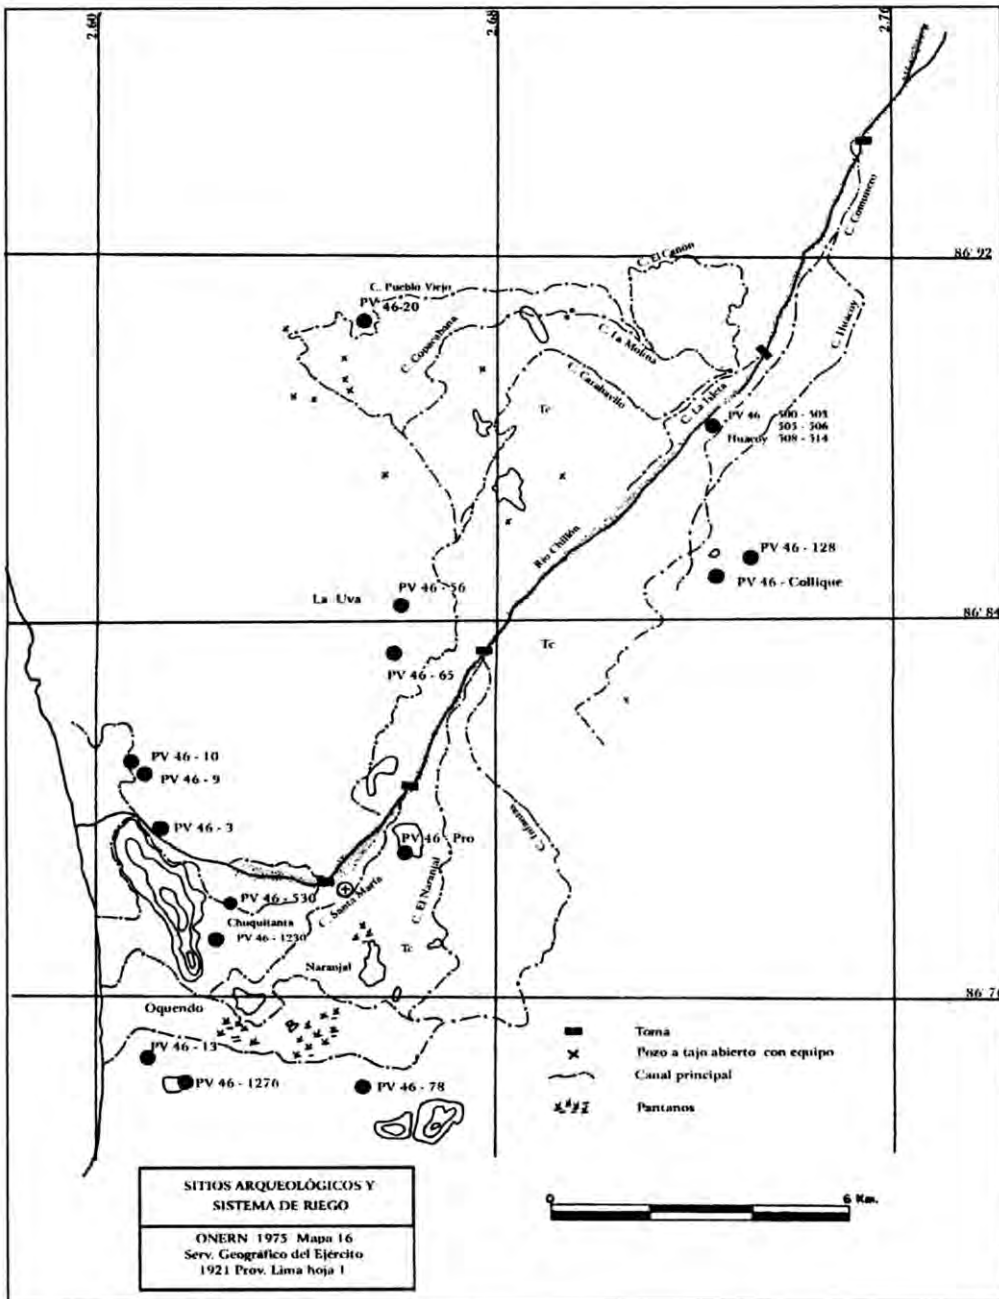 2.60
2.68
2.76
86' 92
C. Comunero
C. El Canón
C. Pueblo Viejo
PV 46-20
C. Huacoy
C. Copacabana
C. La Molina
C. Carabayllo
C. La Isleta
Tc
PV 46 500 - 503
505 - 506
Huacoy 508 - 514
Río Chillón
PV 46 - 128
PV 46 - Collique
PV 46 - 56
La Uva
86' 84
Tc
PV 46 - 65
PV 46 - 10
PV 46 - 9
PV 46 - 3
C. Infantas
PV 46 - Pro
PV 46 - 530
C. Santa María
C. El Naranjal
Chuquitanta
PV 46 - 1230
Tc
Naranjal
86' 76
Oquendo
PV 46 - 13
PV 46 - 1276
PV 46 - 78
Toma
Pozo a tajo abierto con equipo
Canal principal
Pantanos
SITIOS ARQUEOLÓGICOS Y
SISTEMA DE RIEGO
ONERN 1975 Mapa 16
Serv. Geográfico del Ejército
1921 Prov. Lima hoja 1
0 6 Km.